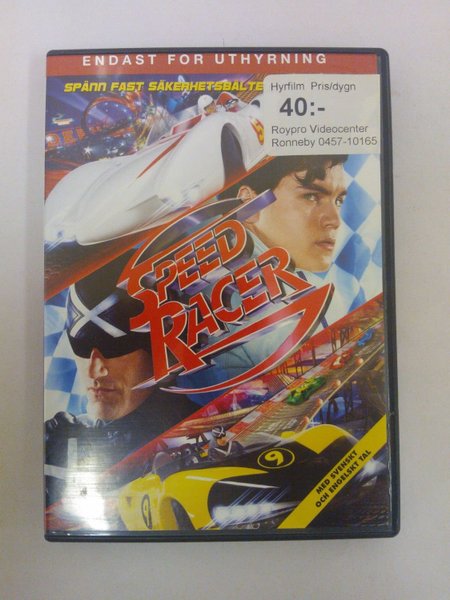 ENDAST FÖR UTHYRNING
SPÄNN FAST SÄKERHETSBÄLTE
Hyrfilm Pris/dygn
40:-
Roypro Videocenter
Ronneby 0457-10165
SPEED
RACER
9
MED SVENSKT
OCH ENGELSKT TAL